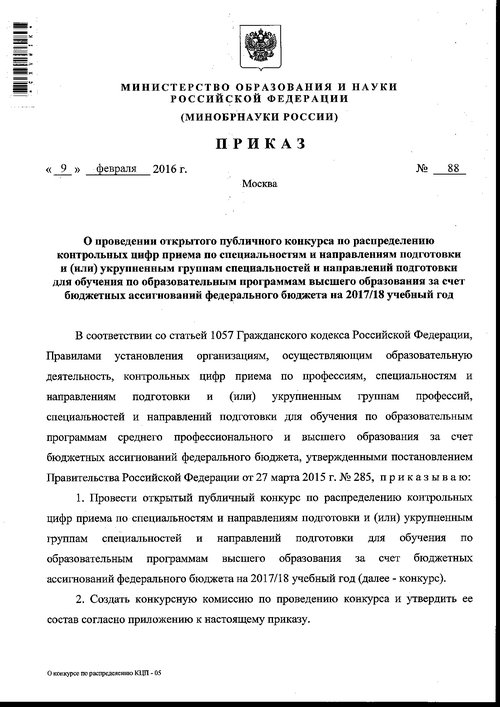 МИНИСТЕРСТВО ОБРАЗОВАНИЯ И НАУКИ
РОССИЙСКОЙ ФЕДЕРАЦИИ
(МИНОБРНАУКИ РОССИИ)
ПРИКАЗ
« 9 » февраля 2016 г. № 88
Москва
О проведении открытого публичного конкурса по распределению
контрольных цифр приема по специальностям и направлениям подготовки
и (или) укрупненным группам специальностей и направлений подготовки
для обучения по образовательным программам высшего образования за счет
бюджетных ассигнований федерального бюджета на 2017/18 учебный год
В соответствии со статьей 1057 Гражданского кодекса Российской Федерации,
Правилами установления организациям, осуществляющим образовательную
деятельность, контрольных цифр приема по профессиям, специальностям и
направлениям подготовки и (или) укрупненным группам профессий,
специальностей и направлений подготовки для обучения по образовательным
программам среднего профессионального и высшего образования за счет
бюджетных ассигнований федерального бюджета, утвержденными постановлением
Правительства Российской Федерации от 27 марта 2015 г. № 285, приказываю:
1. Провести открытый публичный конкурс по распределению контрольных
цифр приема по специальностям и направлениям подготовки и (или) укрупненным
группам специальностей и направлений подготовки для обучения по
образовательным программам высшего образования за счет бюджетных
ассигнований федерального бюджета на 2017/18 учебный год (далее - конкурс).
2. Создать конкурсную комиссию по проведению конкурса и утвердить ее
состав согласно приложению к настоящему приказу.
О конкурсе по распределению КЦП - 05